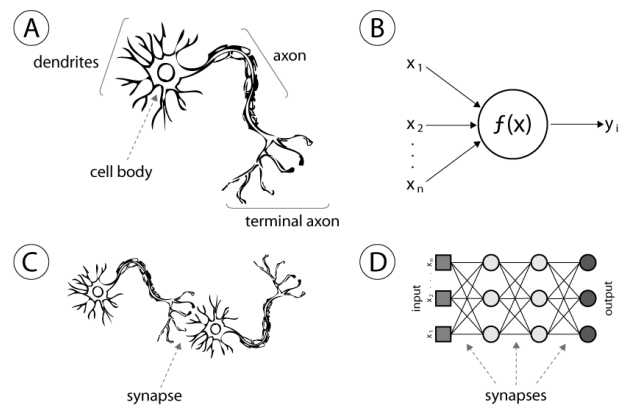 A
dendrites
axon
cell body
terminal axon
B
x1
x2
.
.
.
xn
f(x)
yi
C
synapse
D
input
x1 x2 . . . xn
output
synapses